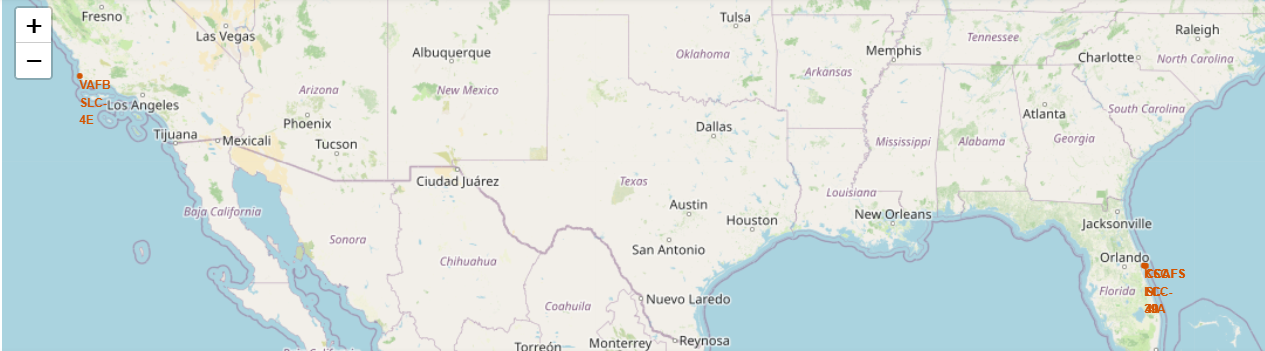 +
−
Fresno
Las Vegas
Albuquerque
Tulsa
Oklahoma
Memphis
Tennessee
Raleigh
Charlotte
North Carolina
Arkansas
VAFB
SLC-
4E
Los Angeles
Arizona
New Mexico
South Carolina
Phoenix
Atlanta
Tijuana
Mexicali
Tucson
Dallas
Mississippi
Alabama
Georgia
Ciudad Juárez
Texas
Louisiana
Baja California
Austin
Houston
New Orleans
Jacksonville
Sonora
San Antonio
Chihuahua
Orlando
CCAFS
SLC-
Florida
Nuevo Laredo
Coahuila
Torreón
Monterrey
Reynosa